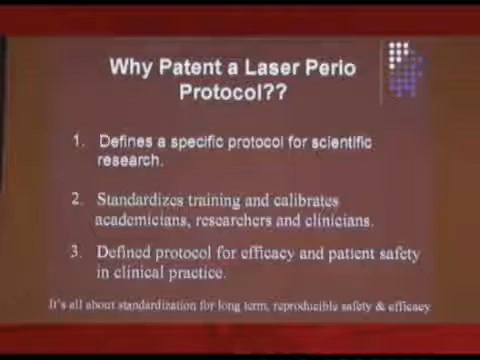 Why Patent a Laser Perio
Protocol??
1. Defines a specific protocol for scientific
research.
2. Standardizes training and calibrates
academicians, researchers and clinicians.
3. Defined protocol for efficacy and patient safety
in clinical practice.
It's all about standardization for long term, reproducible safety & efficacy